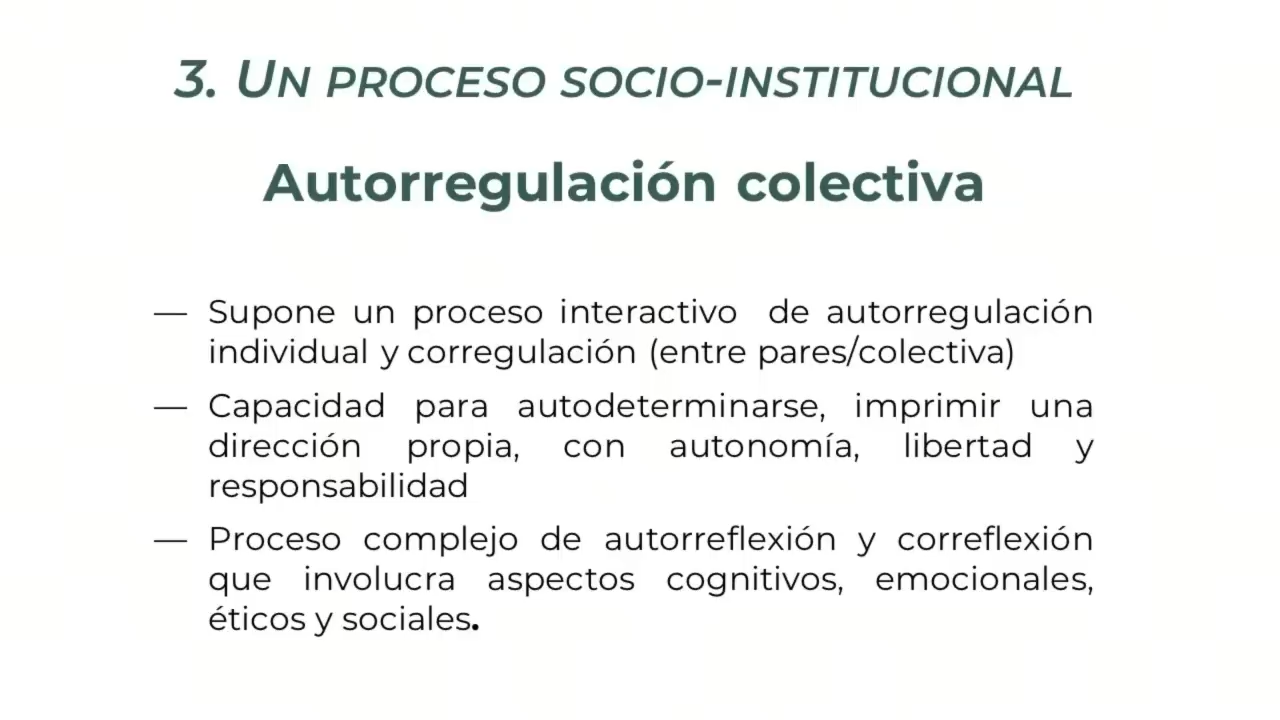 3. Un proceso socio-institucional
Autorregulación colectiva
— Supone un proceso interactivo de autorregulación
individual y corregulación (entre pares/colectiva)
— Capacidad para autodeterminarse, imprimir una
dirección propia, con autonomía, libertad y
responsabilidad
— Proceso complejo de autorreflexión y correflexión
que involucra aspectos cognitivos, emocionales,
éticos y sociales.